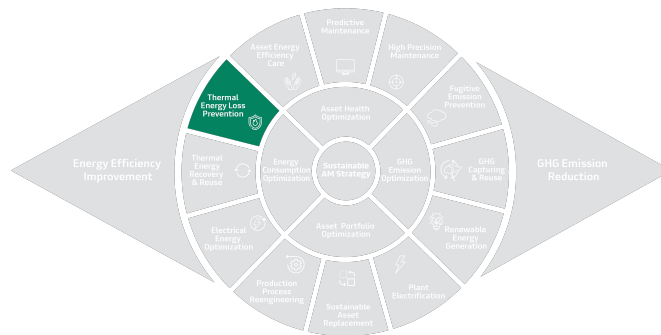 Predictive
Maintenance
Asset Energy
Efficiency
Care
High Precision
Maintenance
Thermal
Energy Loss
Prevention
Fugitive
Emission
Prevention
Asset Health
Optimization
Energy Efficiency
Improvement
Thermal
Energy
Recovery
& Reuse
Energy
Consumption
Optimization
Sustainable
AM Strategy
GHG
Emission
Optimization
GHG
Capturing
& Reuse
GHG Emission
Reduction
Electrical
Energy
Optimization
Asset Portfolio
Optimization
Renewable
Energy
Generation
Production
Process
Reengineering
Sustainable
Asset
Replacement
Plant
Electrification